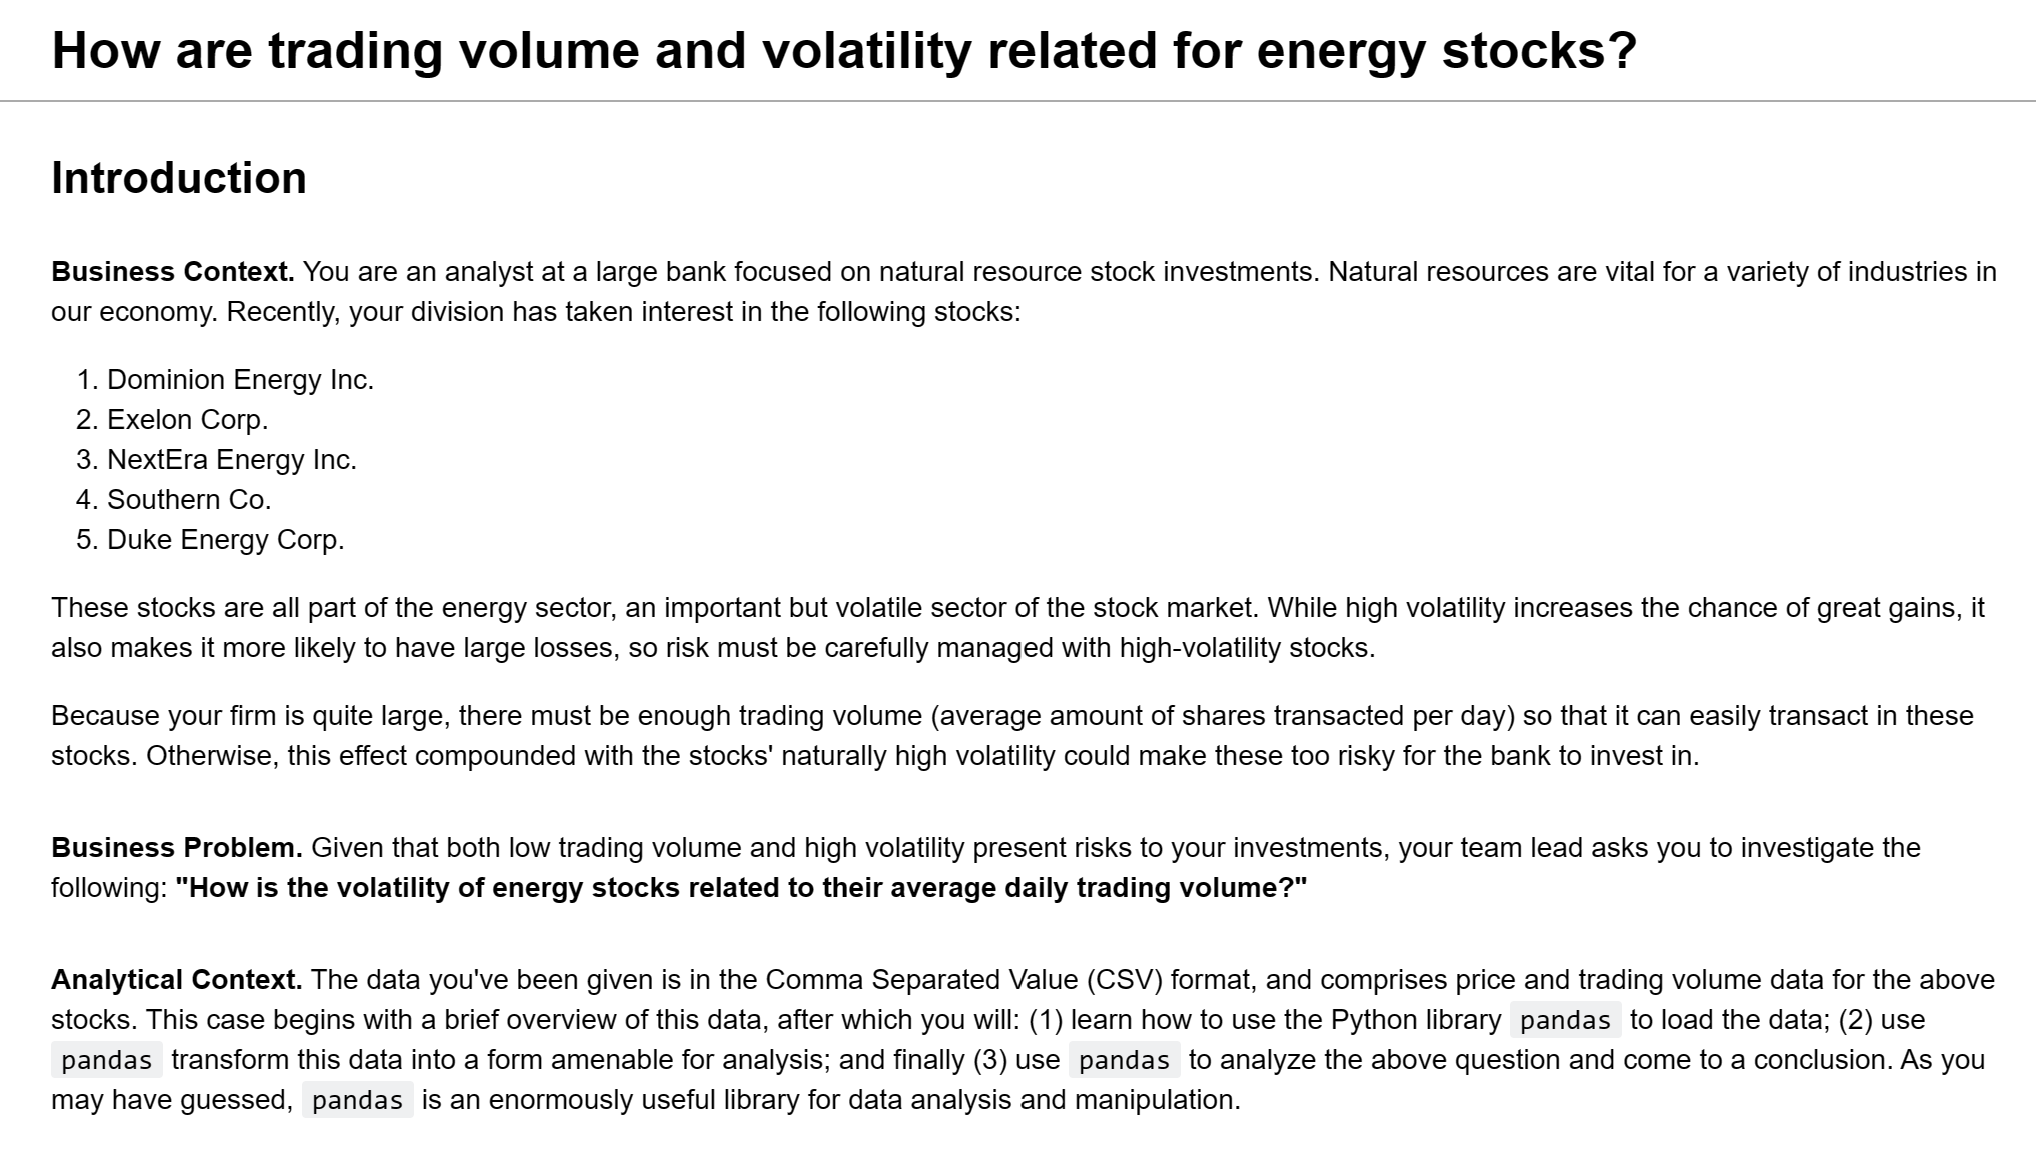 How are trading volume and volatility related for energy stocks?
Introduction
Business Context. You are an analyst at a large bank focused on natural resource stock investments. Natural resources are vital for a variety of industries in
our economy. Recently, your division has taken interest in the following stocks:
1. Dominion Energy Inc.
2. Exelon Corp.
3. NextEra Energy Inc.
4. Southern Co.
5. Duke Energy Corp.
These stocks are all part of the energy sector, an important but volatile sector of the stock market. While high volatility increases the chance of great gains, it
also makes it more likely to have large losses, so risk must be carefully managed with high-volatility stocks.
Because your firm is quite large, there must be enough trading volume (average amount of shares transacted per day) so that it can easily transact in these
stocks. Otherwise, this effect compounded with the stocks' naturally high volatility could make these too risky for the bank to invest in.
Business Problem. Given that both low trading volume and high volatility present risks to your investments, your team lead asks you to investigate the
following: "How is the volatility of energy stocks related to their average daily trading volume?"
Analytical Context. The data you've been given is in the Comma Separated Value (CSV) format, and comprises price and trading volume data for the above
stocks. This case begins with a brief overview of this data, after which you will: (1) learn how to use the Python library pandas to load the data; (2) use
pandas transform this data into a form amenable for analysis; and finally (3) use pandas to analyze the above question and come to a conclusion. As you
may have guessed, pandas is an enormously useful library for data analysis and manipulation.